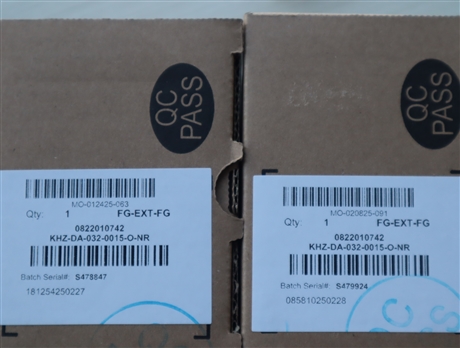 QC
PASS
MO-012425-063
Qty: 1 FG-EXT-FG
0822010742
KHZ-DA-032-0015-O-NR
Batch Serial#: S478847
181254250227
QC
PASS
MO-020825-091
Qty: 1 FG-EXT-FG
0822010742
KHZ-DA-032-0015-O-NR
Batch Serial#: S479924
085810250228
QC